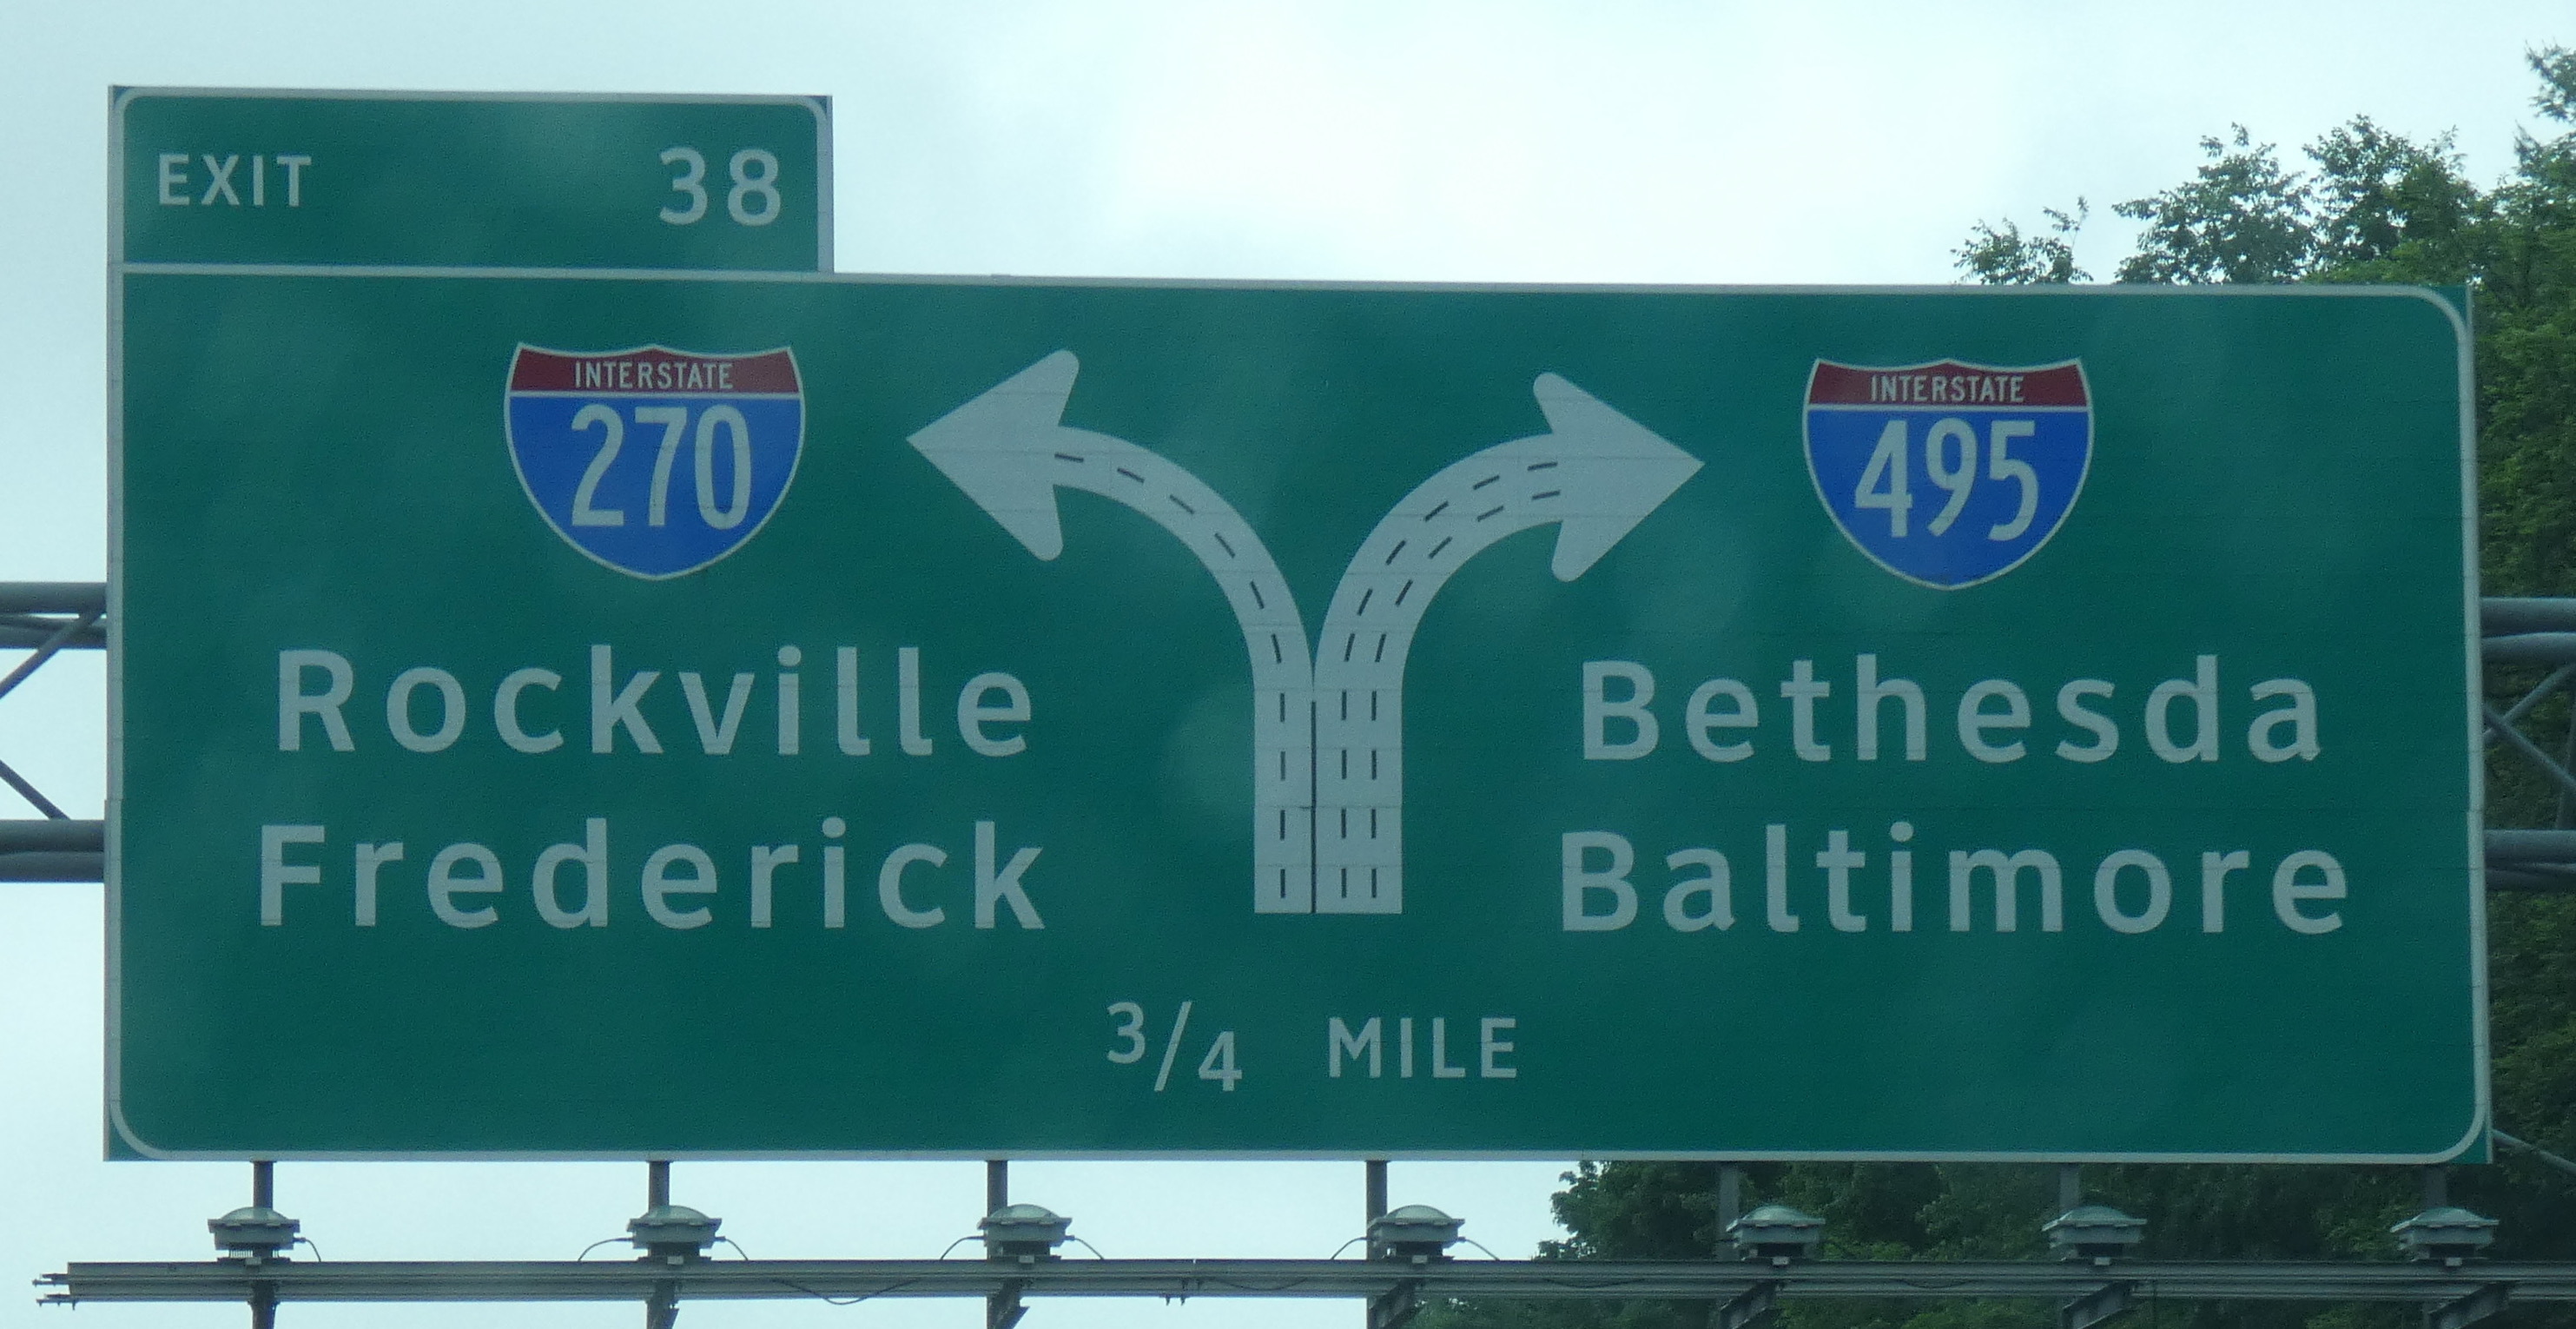 EXIT 38
INTERSTATE
270
Rockville
Frederick
INTERSTATE
495
Bethesda
Baltimore
3/4 MILE